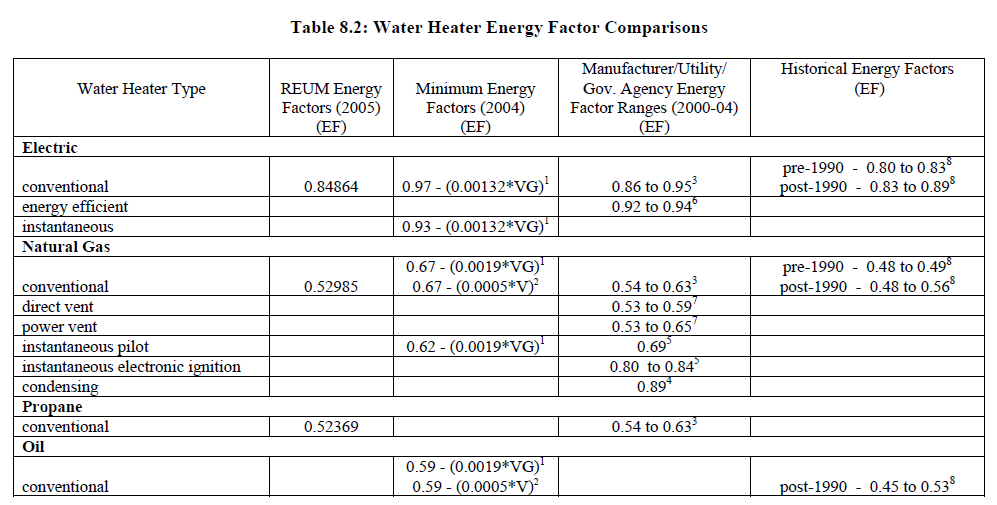 Table 8.2: Water Heater Energy Factor Comparisons
Water Heater Type
REUM Energy Factors (2005) (EF)
Minimum Energy Factors (2004) (EF)
Manufacturer/Utility/ Gov. Agency Energy Factor Ranges (2000-04) (EF)
Historical Energy Factors (EF)
Electric
pre-1990 - 0.80 to 0.83⁸
conventional 0.84864 0.97 - (0.00132*VG)¹ 0.86 to 0.95³ post-1990 - 0.83 to 0.89⁸
energy efficient 0.92 to 0.94⁶
instantaneous 0.93 - (0.00132*VG)¹
Natural Gas
0.67 - (0.0019*VG)¹ pre-1990 - 0.48 to 0.49⁸
conventional 0.52985 0.67 - (0.0005*V)² 0.54 to 0.63³ post-1990 - 0.48 to 0.56⁸
direct vent 0.53 to 0.59⁷
power vent 0.53 to 0.65⁷
instantaneous pilot 0.62 - (0.0019*VG)¹ 0.69⁵
instantaneous electronic ignition 0.80 to 0.84⁵
condensing 0.89⁴
Propane
conventional 0.52369 0.54 to 0.63³
Oil
0.59 - (0.0019*VG)¹
conventional 0.59 - (0.0005*V)² post-1990 - 0.45 to 0.53⁸